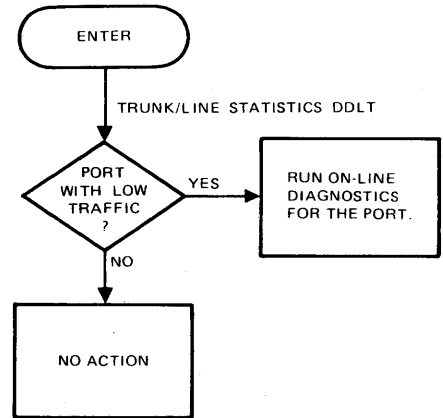 ENTER
TRUNK/LINE STATISTICS DDLT
PORT
WITH LOW
TRAFFIC
?
YES
RUN ON-LINE
DIAGNOSTICS
FOR THE PORT.
NO
NO ACTION